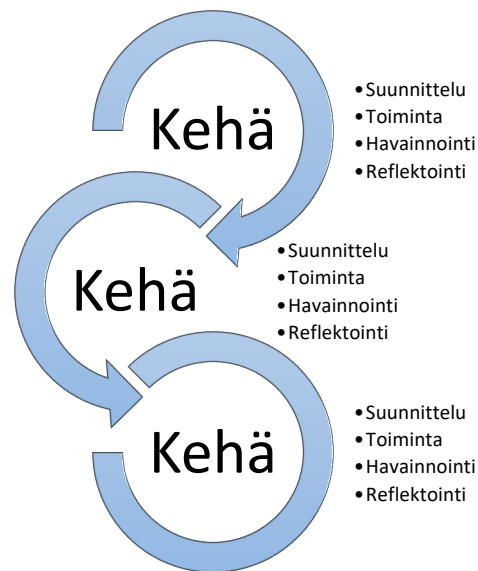 Kehä
•Suunnittelu
•Toiminta
•Havainnointi
•Reflektointi
Kehä
•Suunnittelu
•Toiminta
•Havainnointi
•Reflektointi
Kehä
•Suunnittelu
•Toiminta
•Havainnointi
•Reflektointi